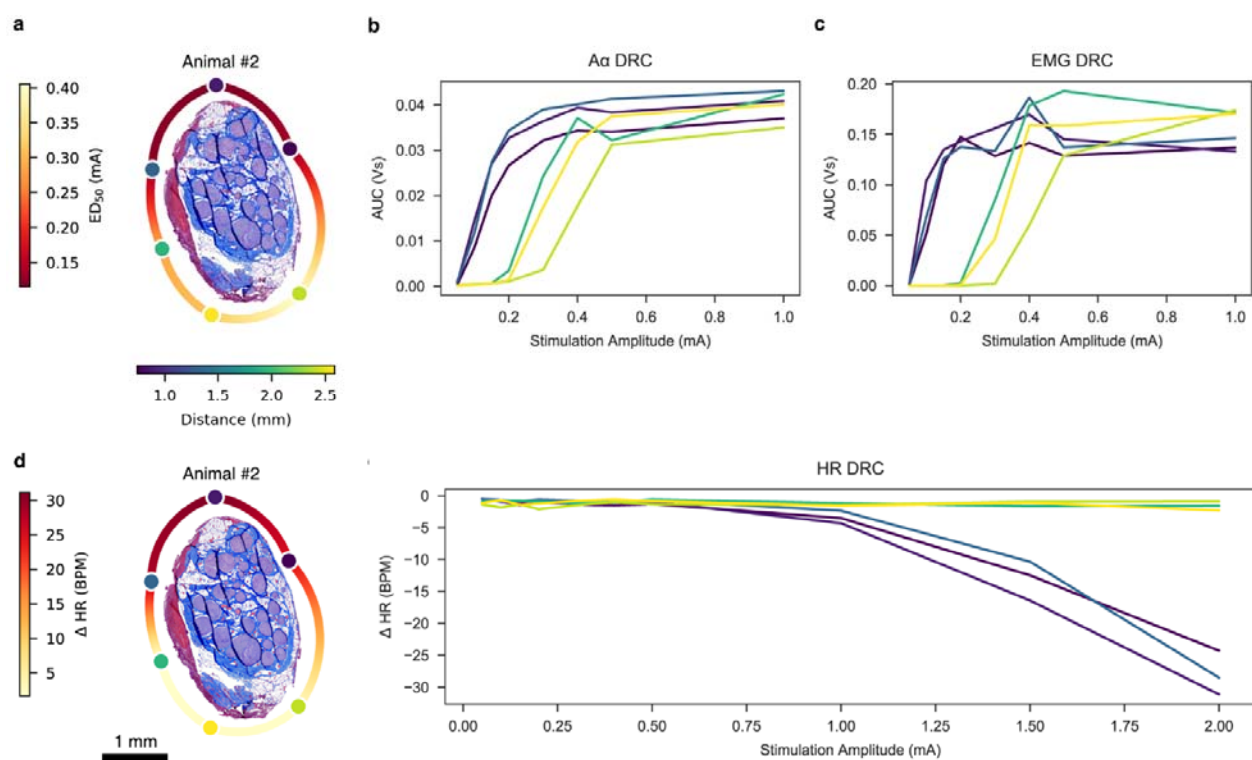 a
Animal #2
0.40
0.35
0.30
0.25
0.20
0.15
ED50 (mA)
1.0 1.5 2.0 2.5
Distance (mm)
b
Aα DRC
0.04
0.03
0.02
0.01
0.00
AUC (Vs)
0.2 0.4 0.6 0.8 1.0
Stimulation Amplitude (mA)
c
EMG DRC
0.20
0.15
0.10
0.05
0.00
AUC (Vs)
0.2 0.4 0.6 0.8 1.0
Stimulation Amplitude (mA)
d
Animal #2
30
25
20
15
10
5
Δ HR (BPM)
1 mm
HR DRC
0
−5
−10
−15
−20
−25
−30
Δ HR (BPM)
0.00 0.25 0.50 0.75 1.00 1.25 1.50 1.75 2.00
Stimulation Amplitude (mA)